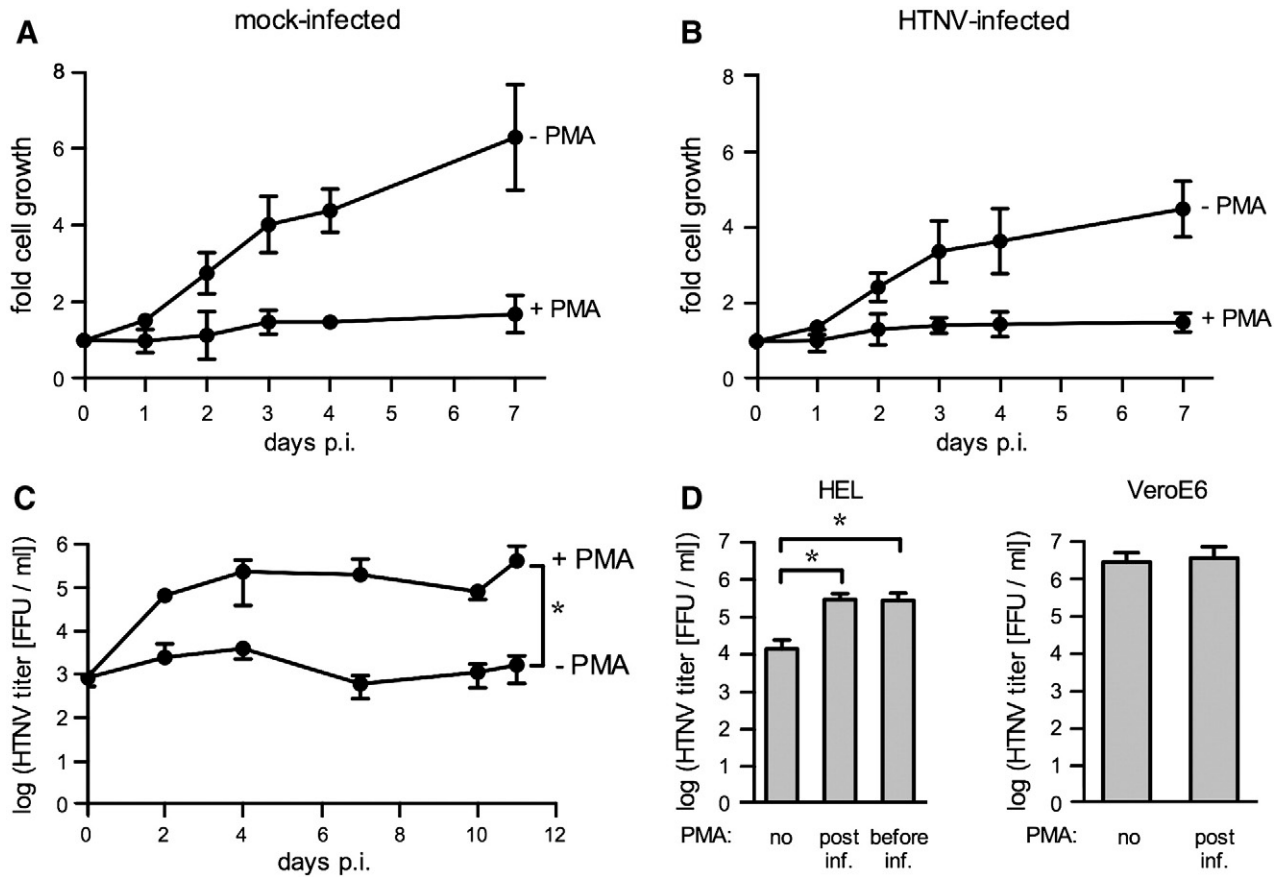 A
mock-infected
fold cell growth
8
6
4
2
0
- PMA
+ PMA
0 1 2 3 4 5 6 7
days p.i.
B
HTNV-infected
fold cell growth
8
6
4
2
0
- PMA
+ PMA
0 1 2 3 4 5 6 7
days p.i.
C
log (HTNV titer [FFU / ml])
6
5
4
3
2
1
0
+ PMA
*
- PMA
0 2 4 6 8 10 12
days p.i.
D
HEL
log (HTNV titer [FFU / ml])
7
6
5
4
3
2
1
0
*
*
PMA: no post before
inf. inf.
VeroE6
log (HTNV titer [FFU / ml])
7
6
5
4
3
2
1
0
PMA: no post
inf.